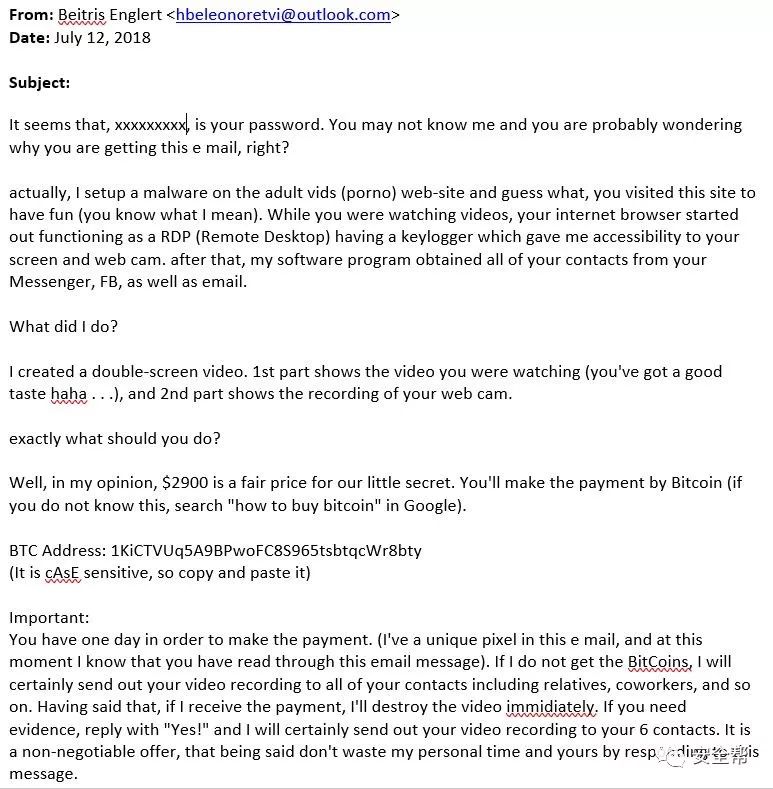 From: Beitris Englert <hbeleonoretvi@outlook.com>
Date: July 12, 2018
Subject:
It seems that, xxxxxxxxx, is your password. You may not know me and you are probably wondering
why you are getting this e mail, right?
actually, I setup a malware on the adult vids (porno) web-site and guess what, you visited this site to
have fun (you know what I mean). While you were watching videos, your internet browser started
out functioning as a RDP (Remote Desktop) having a keylogger which gave me accessibility to your
screen and web cam. after that, my software program obtained all of your contacts from your
Messenger, FB, as well as email.
What did I do?
I created a double-screen video. 1st part shows the video you were watching (you've got a good
taste haha . . .), and 2nd part shows the recording of your web cam.
exactly what should you do?
Well, in my opinion, $2900 is a fair price for our little secret. You'll make the payment by Bitcoin (if
you do not know this, search "how to buy bitcoin" in Google).
BTC Address: 1KiCTVUq5A9BPwoFC8S965tsbtqcWr8bty
(It is cAsE sensitive, so copy and paste it)
Important:
You have one day in order to make the payment. (I've a unique pixel in this e mail, and at this
moment I know that you have read through this email message). If I do not get the BitCoins, I will
certainly send out your video recording to all of your contacts including relatives, coworkers, and so
on. Having said that, if I receive the payment, I'll destroy the video immidiately. If you need
evidence, reply with "Yes!" and I will certainly send out your video recording to your 6 contacts. It is
a non-negotiable offer, that being said don't waste my personal time and yours by
message.
安全帮